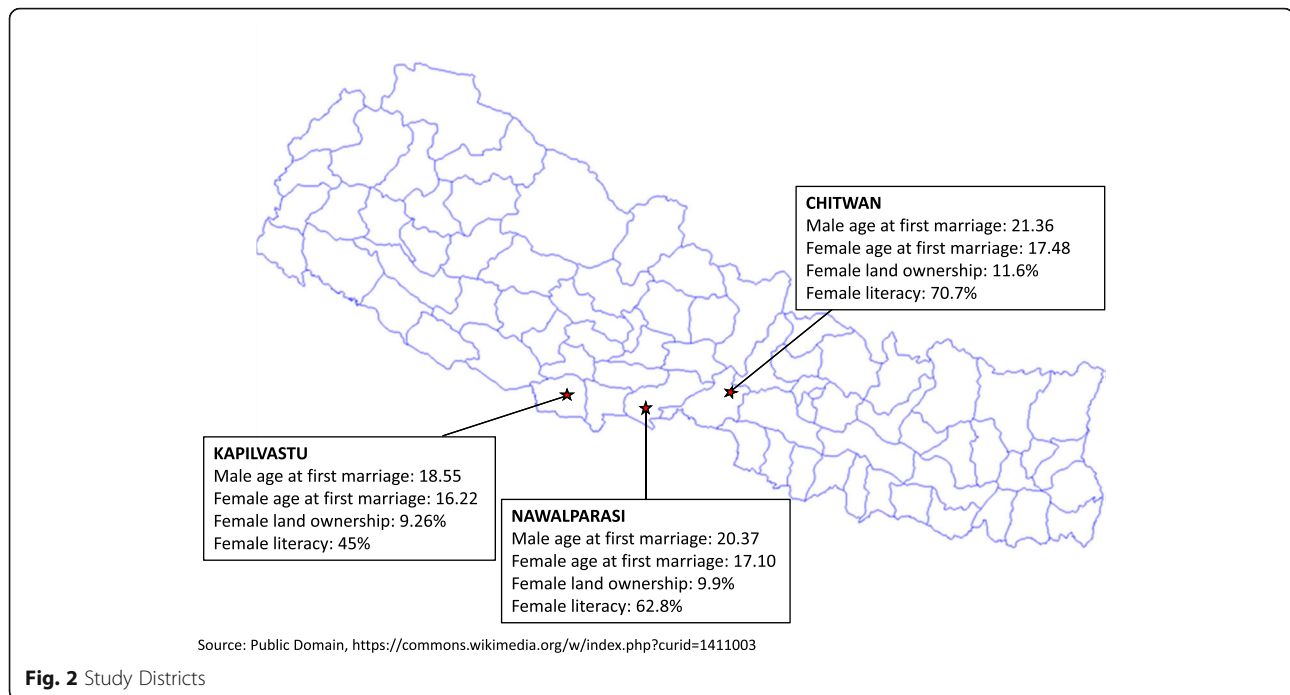 CHITWAN
Male age at first marriage: 21.36
Female age at first marriage: 17.48
Female land ownership: 11.6%
Female literacy: 70.7%
KAPILVASTU
Male age at first marriage: 18.55
Female age at first marriage: 16.22
Female land ownership: 9.26%
Female literacy: 45%
NAWALPARASI
Male age at first marriage: 20.37
Female age at first marriage: 17.10
Female land ownership: 9.9%
Female literacy: 62.8%
Source: Public Domain, https://commons.wikimedia.org/w/index.php?curid=1411003
Fig. 2 Study Districts